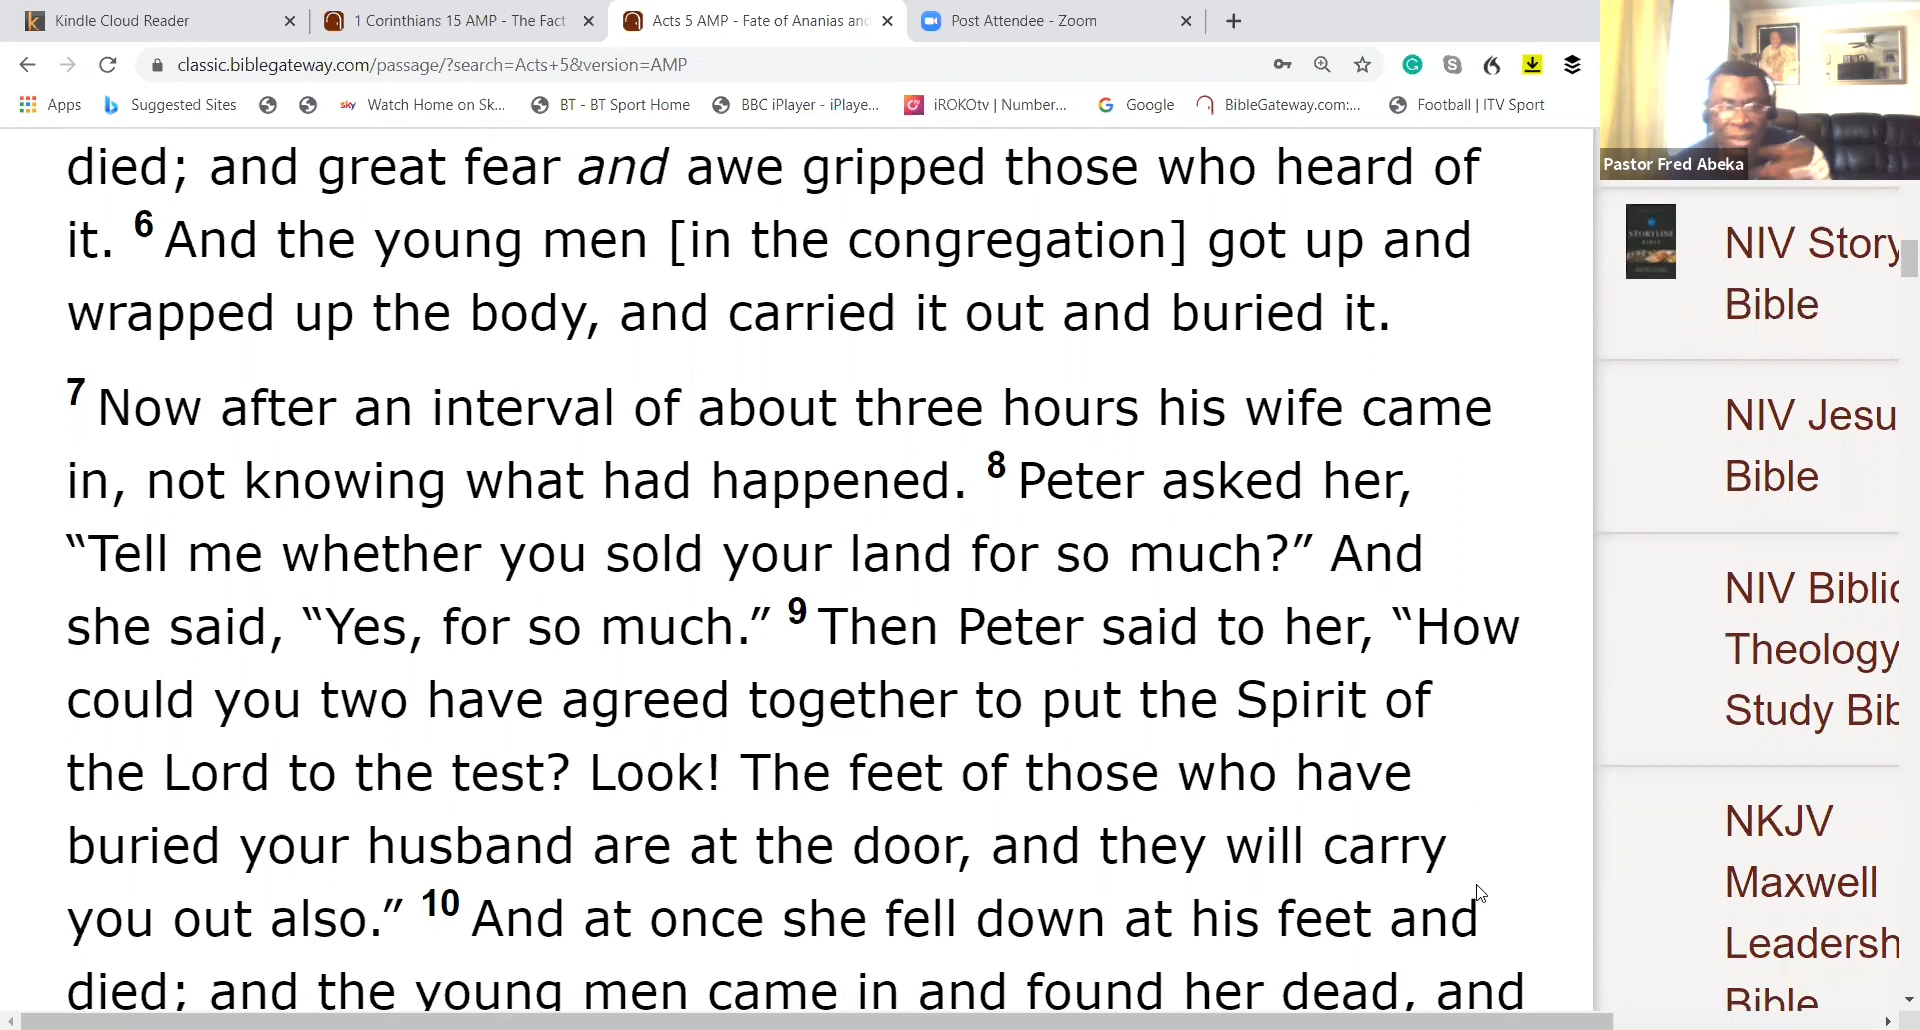 Kindle Cloud Reader
1 Corinthians 15 AMP - The Fact
Acts 5 AMP - Fate of Ananias and
Post Attendee - Zoom
classic.biblegateway.com/passage/?search=Acts+5&version=AMP
Apps
Suggested Sites
sky Watch Home on Sk...
BT - BT Sport Home
BBC iPlayer - iPlaye...
iROKOtv | Number...
Google
BibleGateway.com:...
Football | ITV Sport
Pastor Fred Abeka
died; and great fear and awe gripped those who heard of
it. 6 And the young men [in the congregation] got up and
wrapped up the body, and carried it out and buried it.
7 Now after an interval of about three hours his wife came
in, not knowing what had happened. 8 Peter asked her,
“Tell me whether you sold your land for so much?” And
she said, “Yes, for so much.” 9 Then Peter said to her, “How
could you two have agreed together to put the Spirit of
the Lord to the test? Look! The feet of those who have
buried your husband are at the door, and they will carry
you out also.” 10 And at once she fell down at his feet and
died; and the young men came in and found her dead, and
STORYLINE
BIBLE
NIV Story
Bible
NIV Jesu
Bible
NIV Biblic
Theology
Study Bib
NKJV
Maxwell
Leadersh
Bible